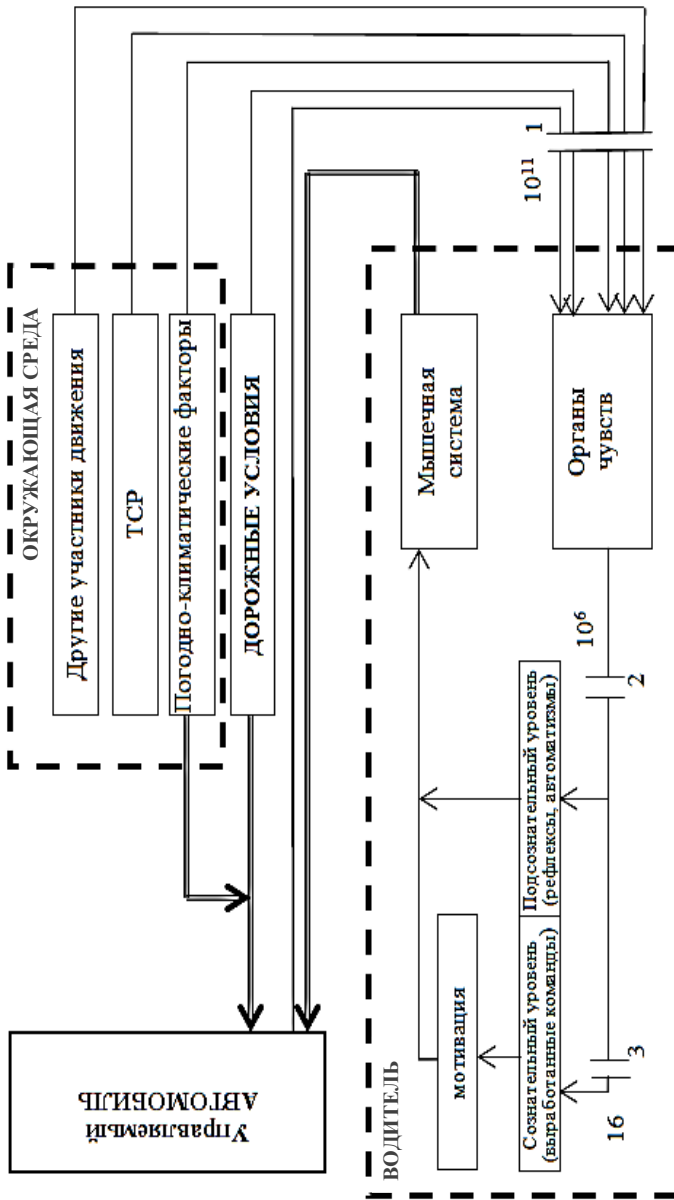 ОКРУЖАЮЩАЯ СРЕДА
Другие участники движения
ТСР
Погодно-климатические факторы
ДОРОЖНЫЕ УСЛОВИЯ
Управляемый
АВТОМОБИЛЬ
ВОДИТЕЛЬ
мотивация
Мышечная
система
Сознательный уровень
(выработанные команды)
Подсознательный уровень
(рефлексы, автоматизмы)
Органы
чувств
10¹¹
1
10⁶
2
16
3